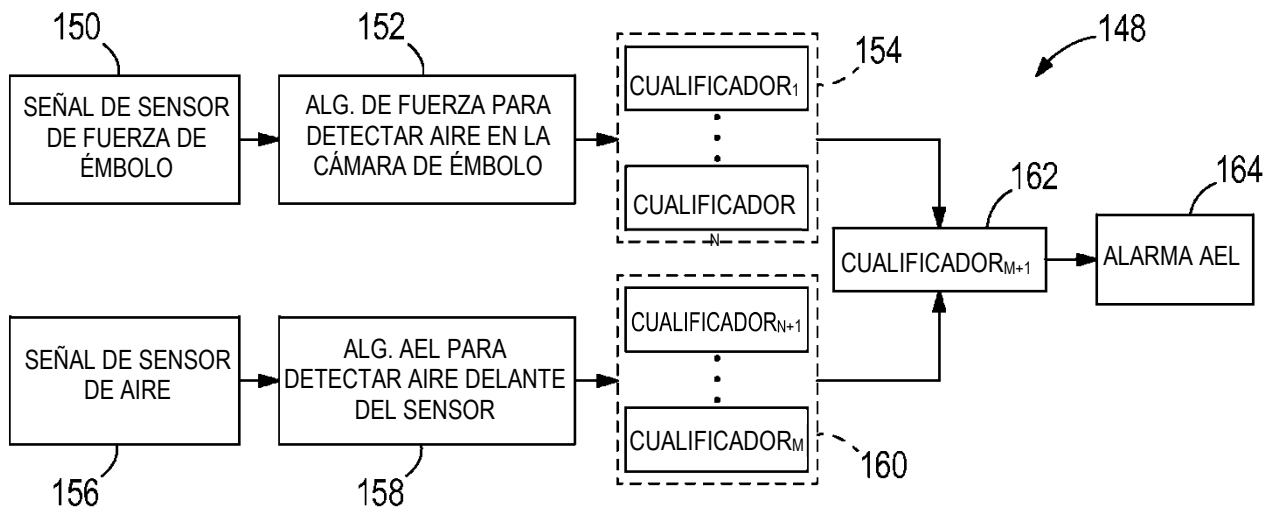 150
152
154
148
SEÑAL DE SENSOR
DE FUERZA DE
ÉMBOLO
ALG. DE FUERZA PARA
DETECTAR AIRE EN LA
CÁMARA DE ÉMBOLO
CUALIFICADOR1
CUALIFICADOR
N
162
164
CUALIFICADORM+1
ALARMA AEL
SEÑAL DE SENSOR
DE AIRE
ALG. AEL PARA
DETECTAR AIRE DELANTE
DEL SENSOR
CUALIFICADORN+1
CUALIFICADORM
156
158
160